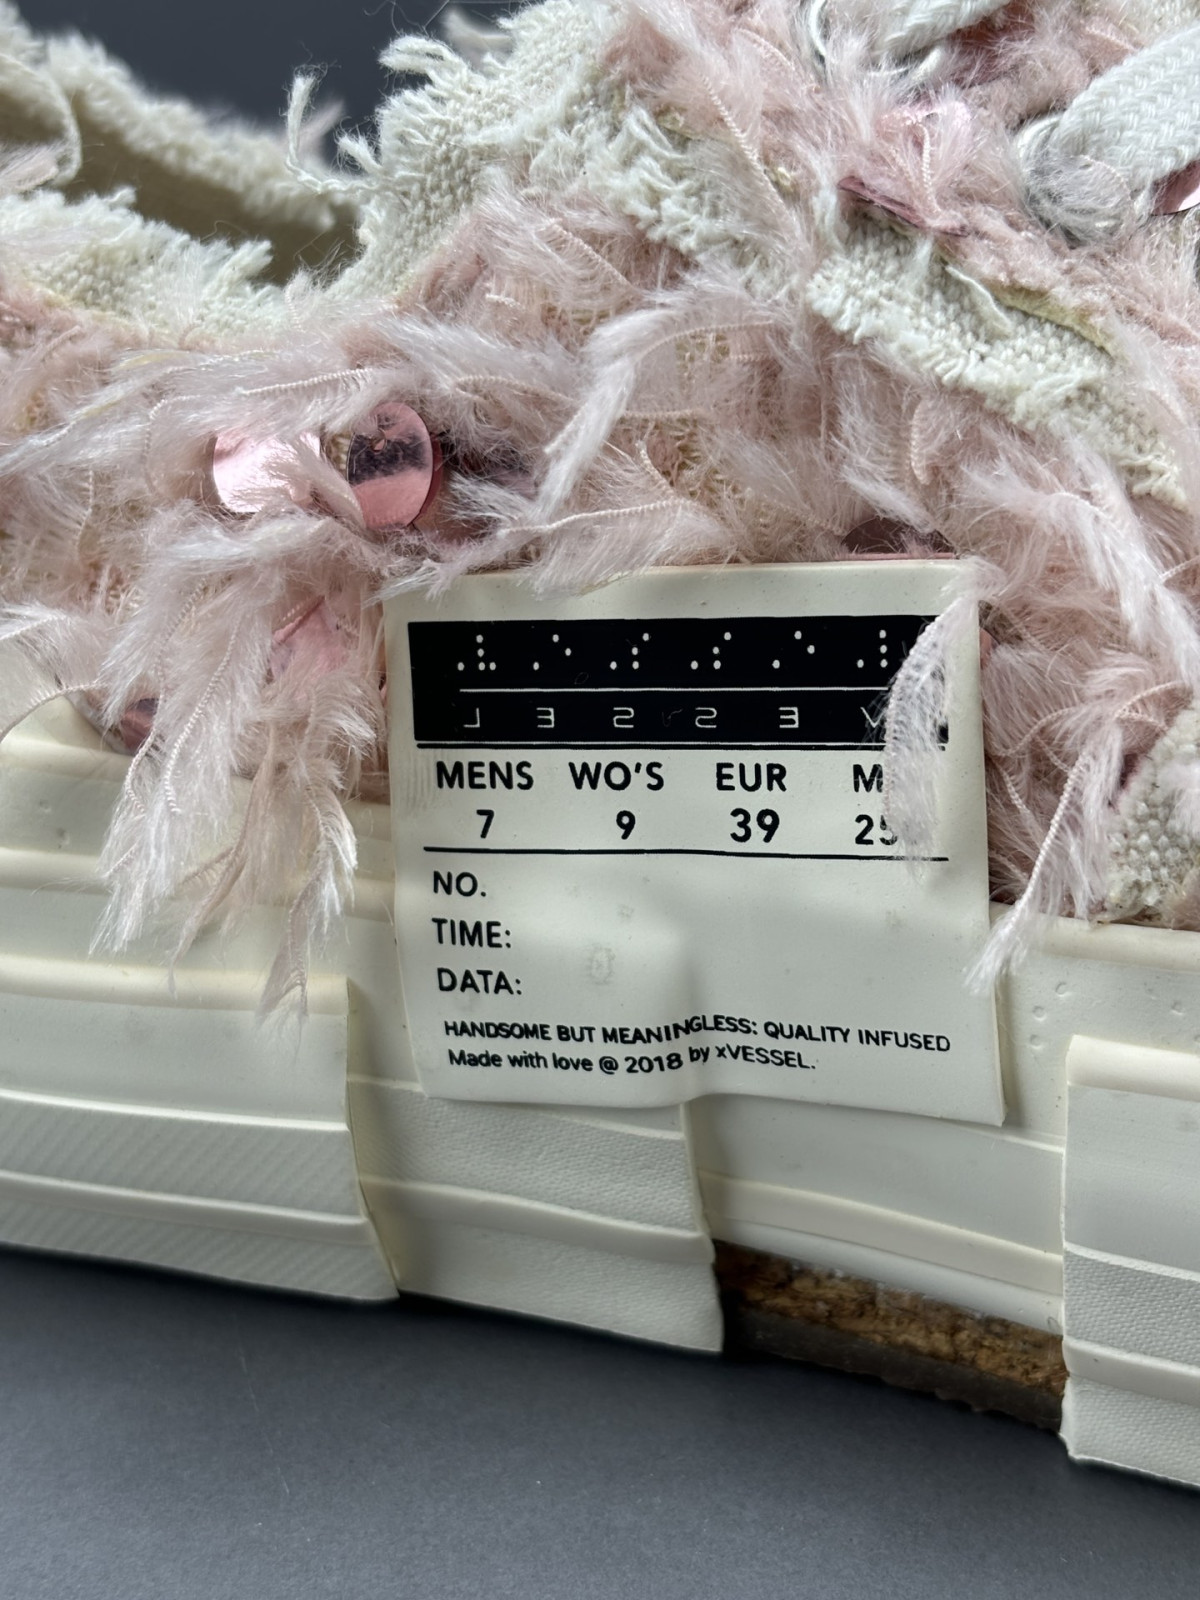 VESSEL
MENS WO'S EUR
7 9 39
NO.
TIME:
DATA:
HANDSOME BUT MEANINGLESS: QUALITY INFUSED
Made with love @ 2018 by xVESSEL.